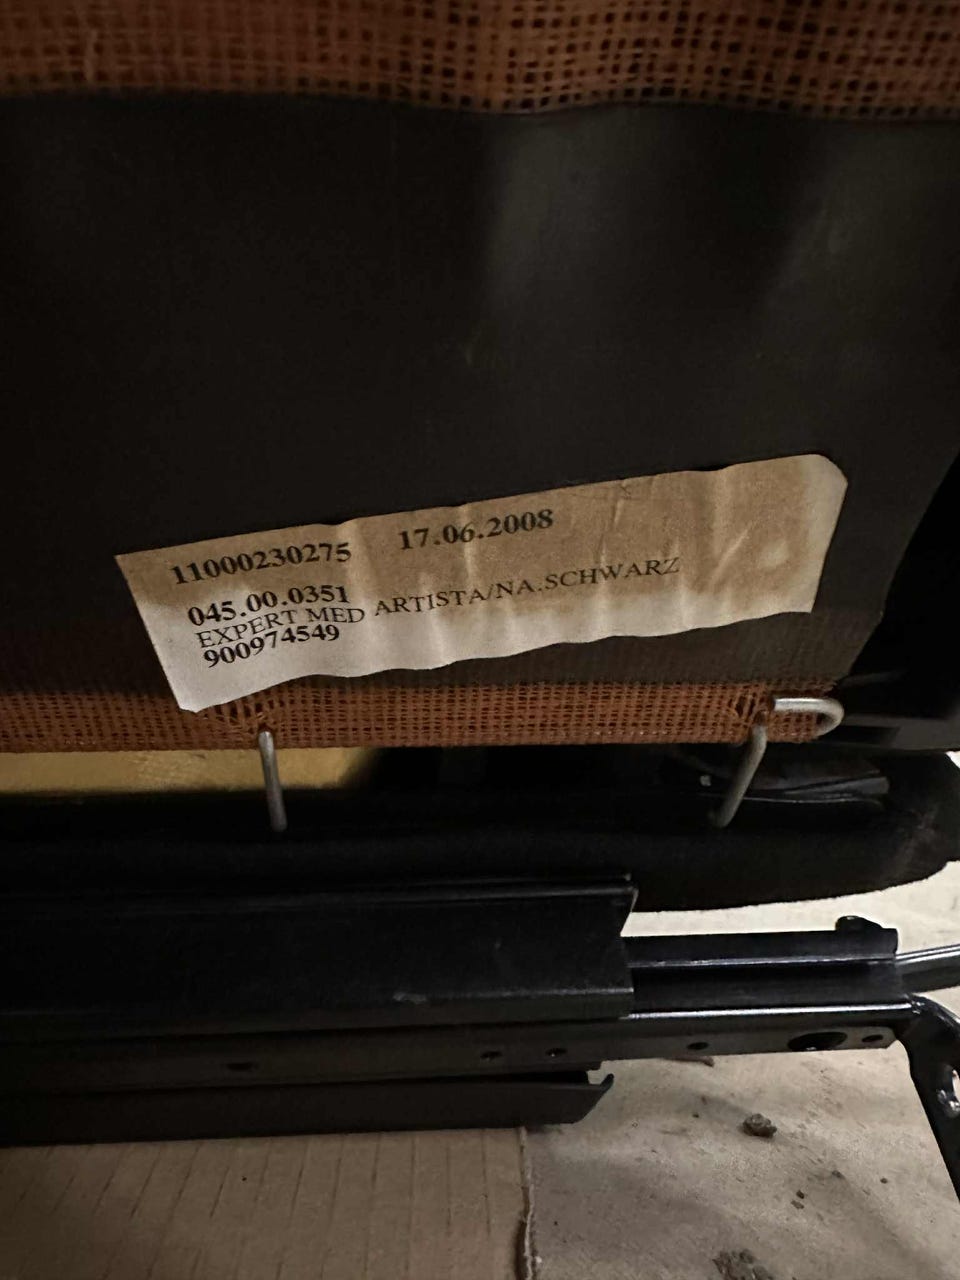 11000230275 17.06.2008
045.00.0351
EXPERT MED ARTISTA/NA.SCHWARZ
900974549